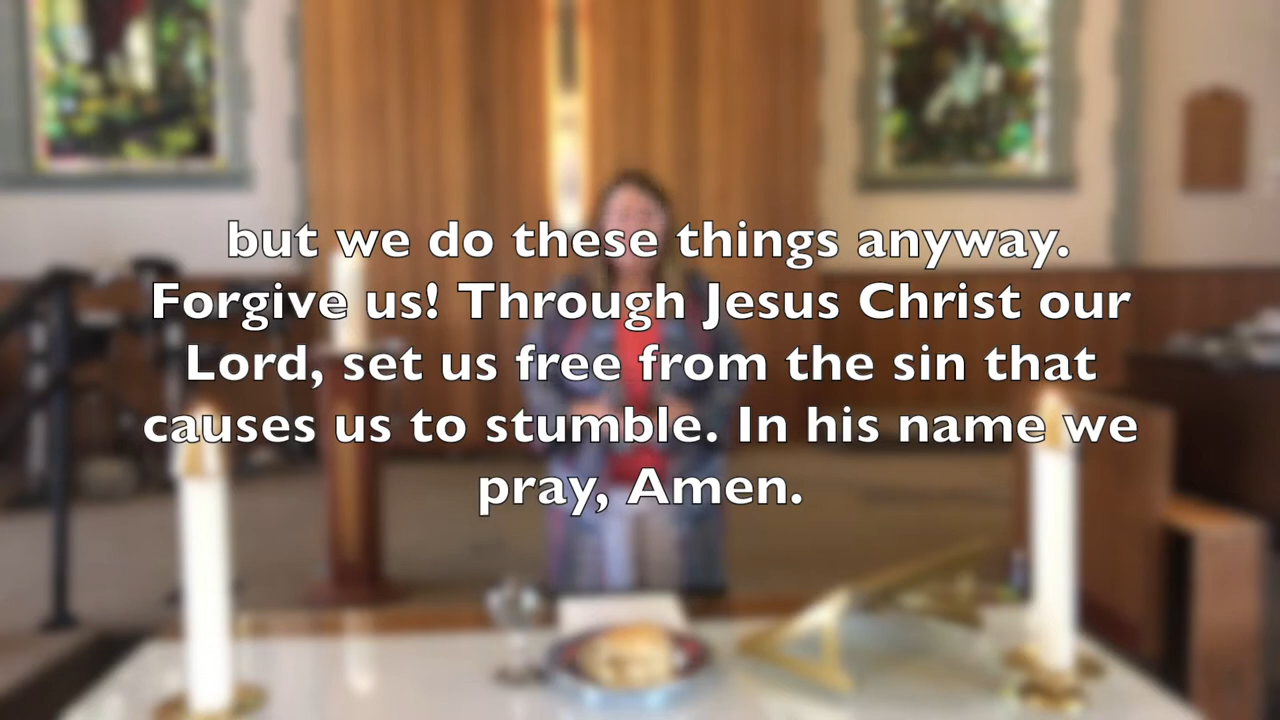 but we do these things anyway.
Forgive us! Through Jesus Christ our
Lord, set us free from the sin that
causes us to stumble. In his name we
pray, Amen.